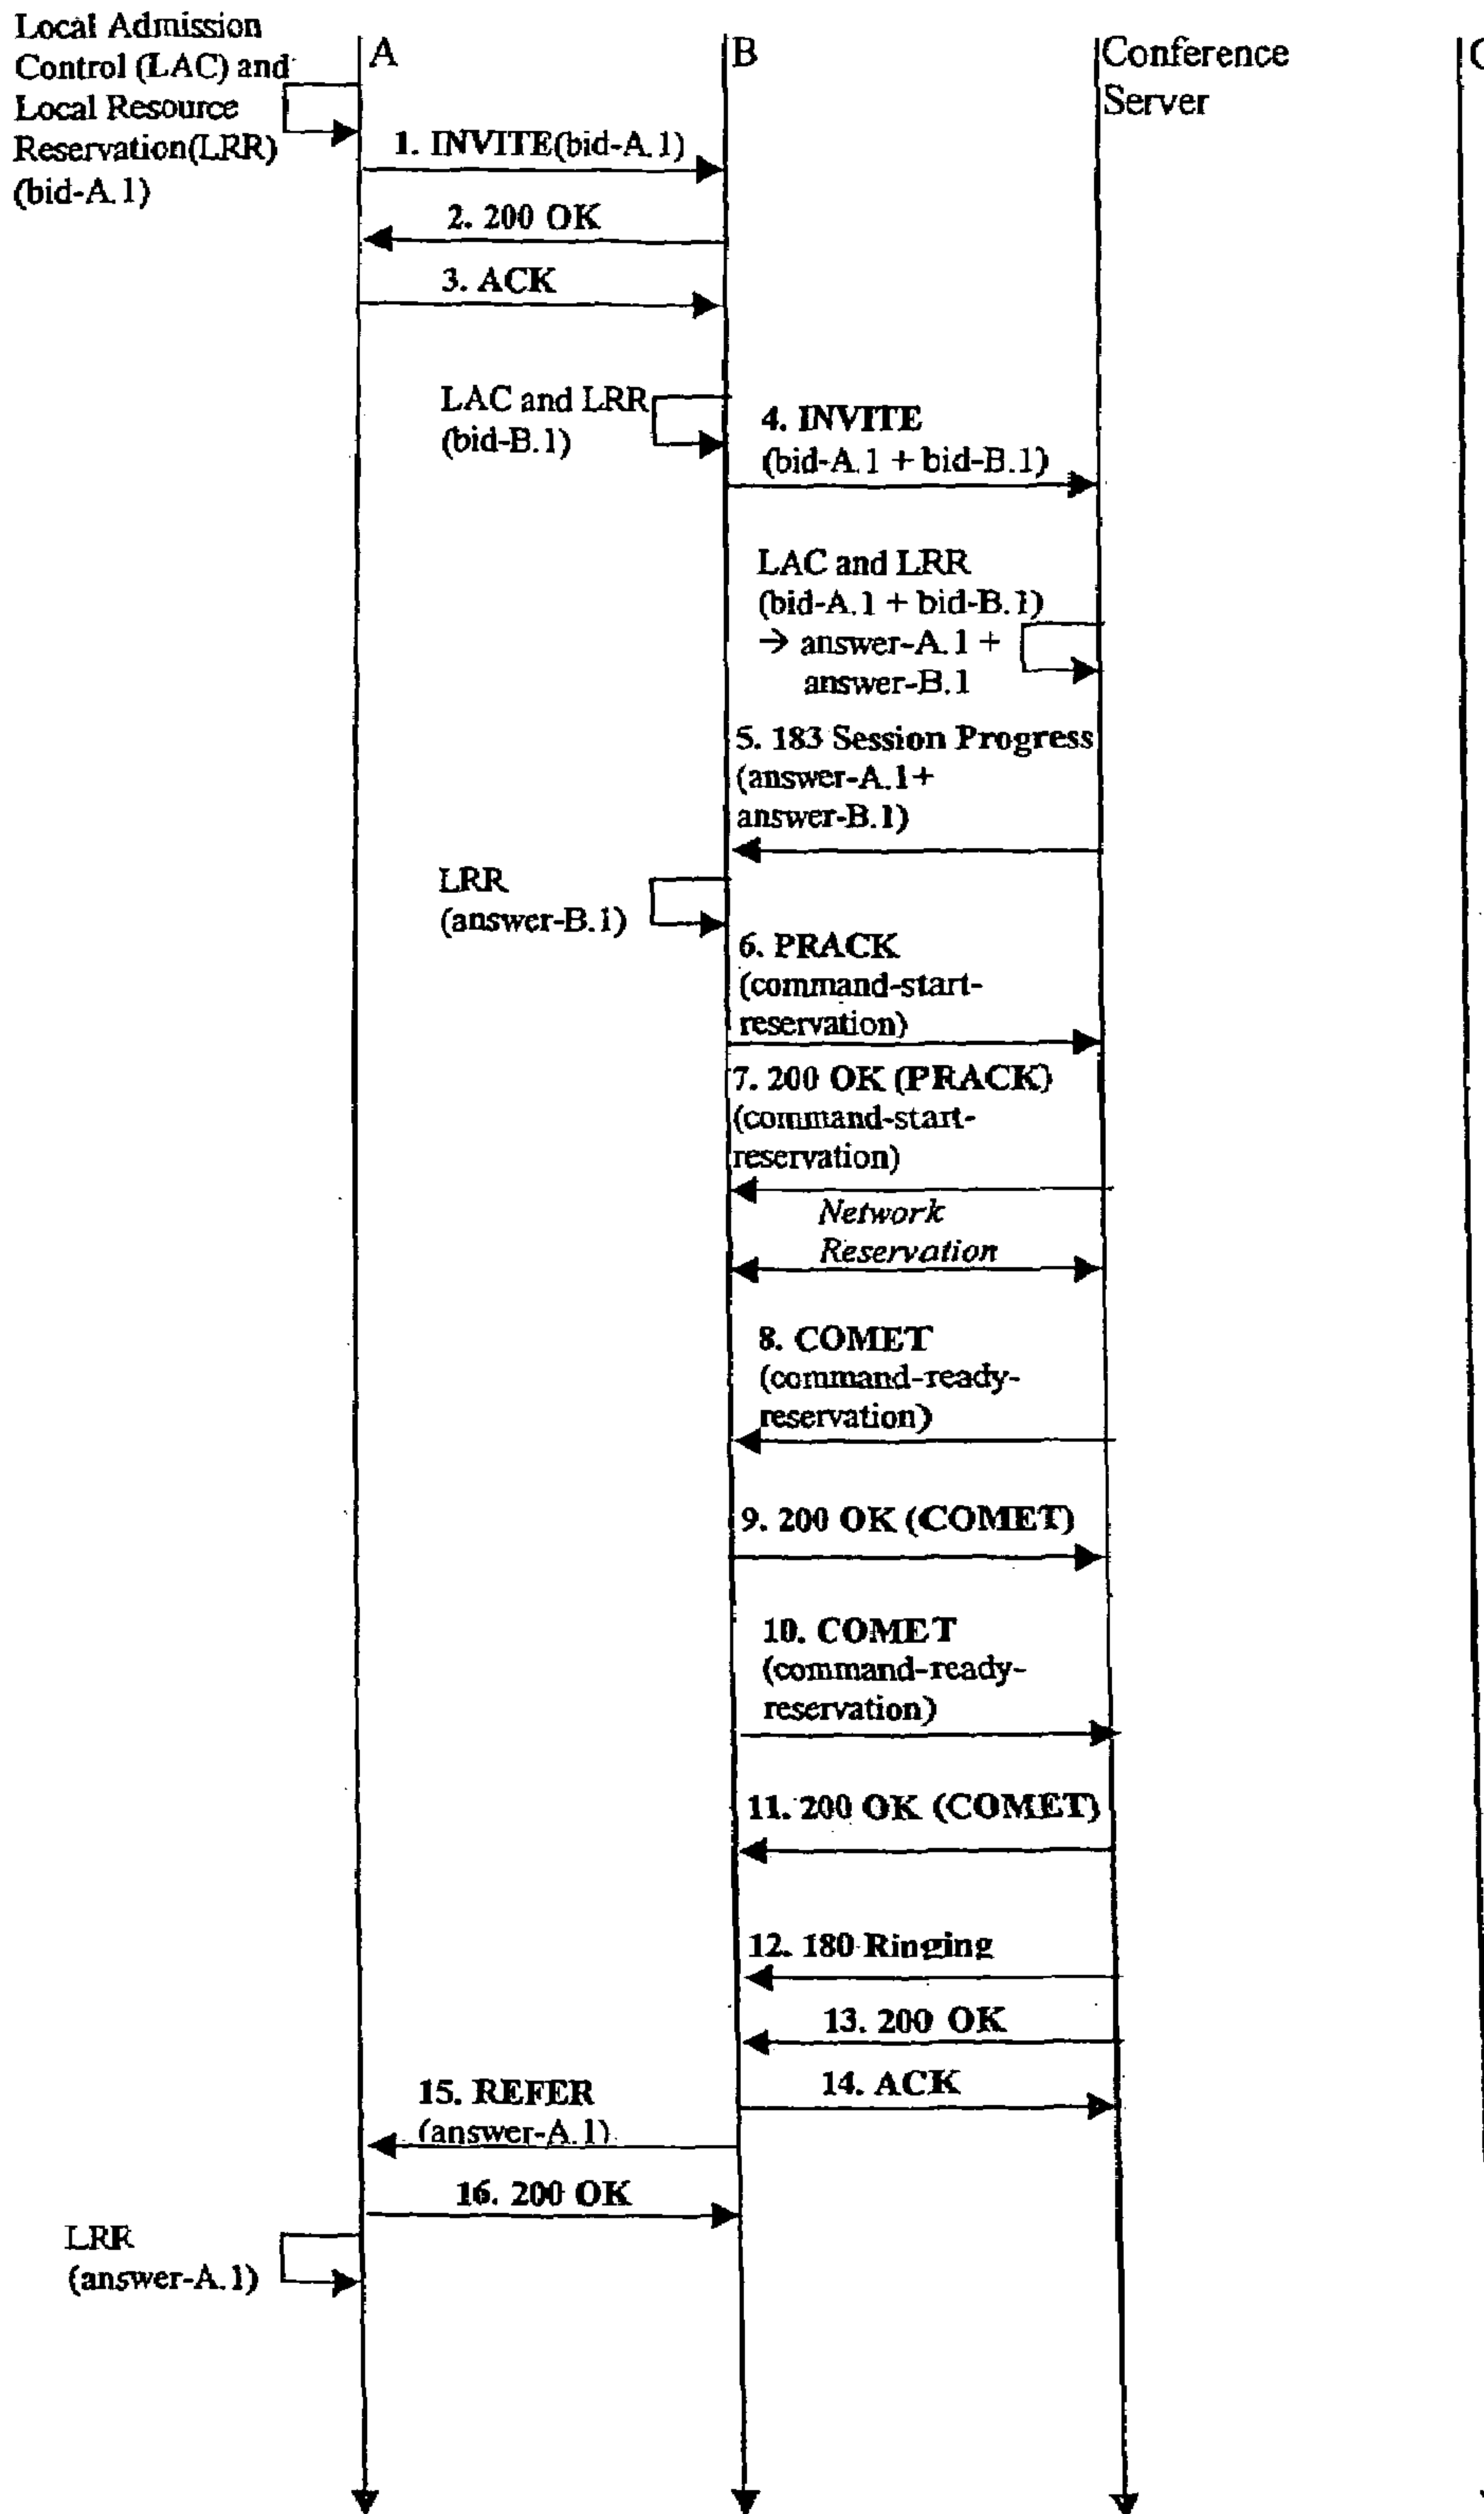 Local Admission
Control (LAC) and
Local Resource
Reservation(LRR)
(bid-A.1)
A
B
Conference
Server
1. INVITE(bid-A.1)
2. 200 OK
3. ACK
LAC and LRR
(bid-B.1)
4. INVITE
(bid-A.1 + bid-B.1)
LAC and LRR
(bid-A.1 + bid-B.1)
→ answer-A.1 +
answer-B.1
5. 183 Session Progress
(answer-A.1+
answer-B.1)
LRR
(answer-B.1)
6. PRACK
(command-start-
reservation)
7. 200 OK (PRACK)
(command-start-
reservation)
Network
Reservation
8. COMET
(command-ready-
reservation)
9. 200 OK (COMET)
10. COMET
(command-ready-
reservation)
11. 200 OK (COMET)
12. 180 Ringing
13. 200 OK
14. ACK
15. REFER
(answer-A.1)
16. 200 OK
LRR
(answer-A.1)